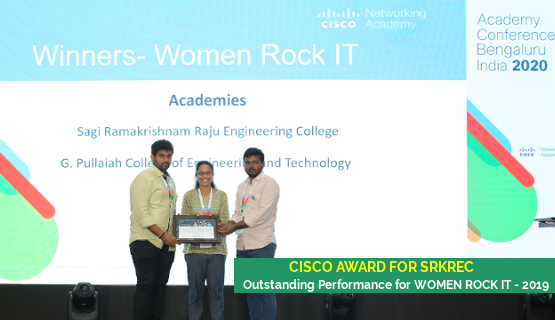 CISCO
Networking
Academy
Winners- Women Rock IT
Academies
Sagi Ramakrishnam Raju Engineering College
G. Pullaiah College of Engineering and Technology
Academy
Conference
Bengaluru
India 2020
CISCO
CISCO AWARD FOR SRKREC
Outstanding Performance for WOMEN ROCK IT - 2019